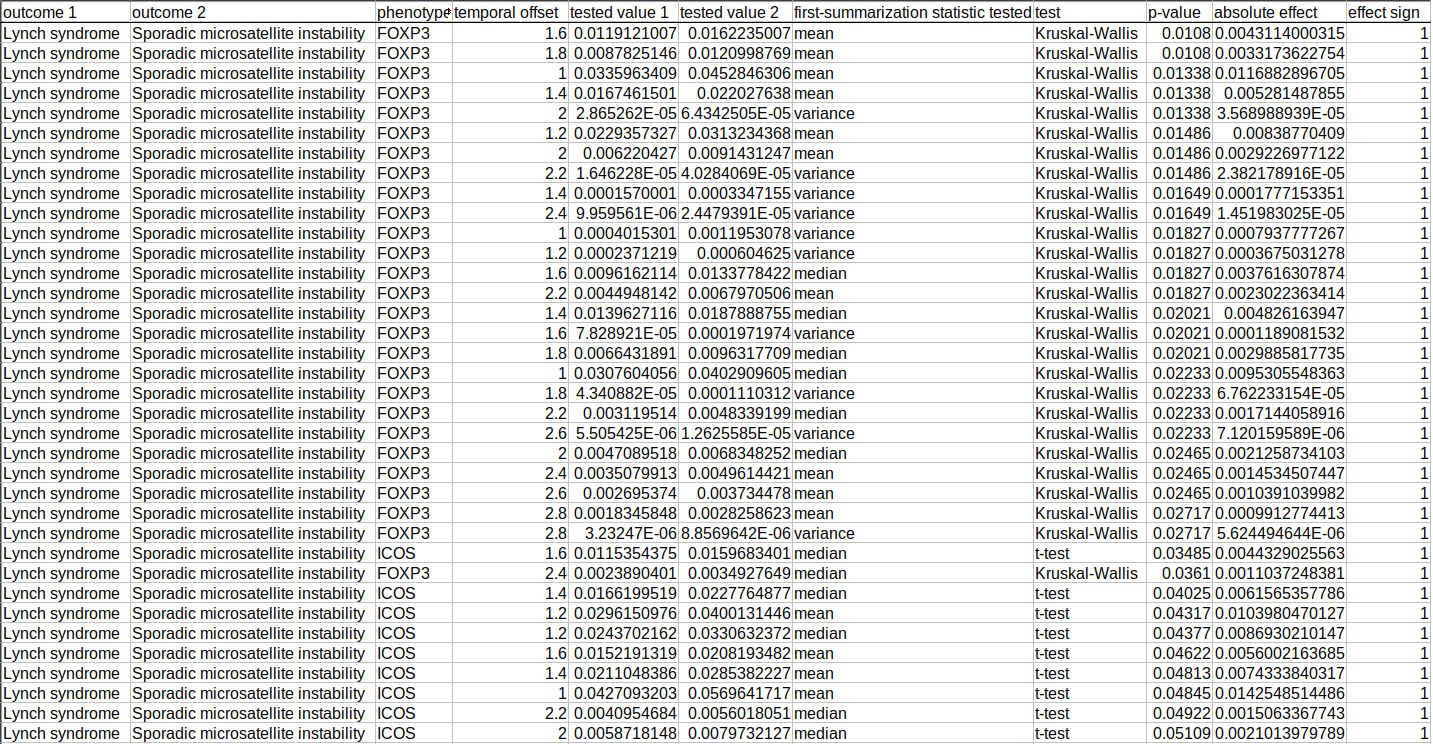 outcome 1 outcome 2 phenotype temporal offset tested value 1 tested value 2 first-summarization statistic tested test p-value absolute effect effect sign
Lynch syndrome Sporadic microsatellite instability FOXP3 1.6 0.0119121007 0.0162235007 mean Kruskal-Wallis 0.0108 0.0043114000315 1
Lynch syndrome Sporadic microsatellite instability FOXP3 1.8 0.0087825146 0.0120998769 mean Kruskal-Wallis 0.0108 0.0033173622754 1
Lynch syndrome Sporadic microsatellite instability FOXP3 1 0.0335963409 0.0452846306 mean Kruskal-Wallis 0.01338 0.0116882896705 1
Lynch syndrome Sporadic microsatellite instability FOXP3 1.4 0.0167461501 0.022027638 mean Kruskal-Wallis 0.01338 0.005281487855 1
Lynch syndrome Sporadic microsatellite instability FOXP3 2 2.865262E-05 6.4342505E-05 variance Kruskal-Wallis 0.01338 3.568988939E-05 1
Lynch syndrome Sporadic microsatellite instability FOXP3 1.2 0.0229357327 0.0313234368 mean Kruskal-Wallis 0.01486 0.00838770409 1
Lynch syndrome Sporadic microsatellite instability FOXP3 2 0.006220427 0.0091431247 mean Kruskal-Wallis 0.01486 0.0029226977122 1
Lynch syndrome Sporadic microsatellite instability FOXP3 2.2 1.646228E-05 4.0284069E-05 variance Kruskal-Wallis 0.01486 2.382178916E-05 1
Lynch syndrome Sporadic microsatellite instability FOXP3 1.4 0.0001570001 0.0003347155 variance Kruskal-Wallis 0.01649 0.0001777153351 1
Lynch syndrome Sporadic microsatellite instability FOXP3 2.4 9.959561E-06 2.4479391E-05 variance Kruskal-Wallis 0.01649 1.451983025E-05 1
Lynch syndrome Sporadic microsatellite instability FOXP3 1 0.0004015301 0.0011953078 variance Kruskal-Wallis 0.01827 0.0007937777267 1
Lynch syndrome Sporadic microsatellite instability FOXP3 1.2 0.0002371219 0.000604625 variance Kruskal-Wallis 0.01827 0.0003675031278 1
Lynch syndrome Sporadic microsatellite instability FOXP3 1.6 0.0096162114 0.0133778422 median Kruskal-Wallis 0.01827 0.0037616307874 1
Lynch syndrome Sporadic microsatellite instability FOXP3 2.2 0.0044948142 0.0067970506 mean Kruskal-Wallis 0.01827 0.0023022363414 1
Lynch syndrome Sporadic microsatellite instability FOXP3 1.4 0.0139627116 0.0187888755 median Kruskal-Wallis 0.02021 0.004826163947 1
Lynch syndrome Sporadic microsatellite instability FOXP3 1.6 7.828921E-05 0.0001971974 variance Kruskal-Wallis 0.02021 0.0001189081532 1
Lynch syndrome Sporadic microsatellite instability FOXP3 1.8 0.0066431891 0.0096317709 median Kruskal-Wallis 0.02021 0.0029885817735 1
Lynch syndrome Sporadic microsatellite instability FOXP3 1 0.0307604056 0.0402909605 median Kruskal-Wallis 0.02233 0.0095305548363 1
Lynch syndrome Sporadic microsatellite instability FOXP3 1.8 4.340882E-05 0.0001110312 variance Kruskal-Wallis 0.02233 6.762233154E-05 1
Lynch syndrome Sporadic microsatellite instability FOXP3 2.2 0.003119514 0.0048339199 median Kruskal-Wallis 0.02233 0.0017144058916 1
Lynch syndrome Sporadic microsatellite instability FOXP3 2.6 5.505425E-06 1.2625585E-05 variance Kruskal-Wallis 0.02233 7.120159589E-06 1
Lynch syndrome Sporadic microsatellite instability FOXP3 2 0.0047089518 0.0068348252 median Kruskal-Wallis 0.02465 0.0021258734103 1
Lynch syndrome Sporadic microsatellite instability FOXP3 2.4 0.0035079913 0.0049614421 mean Kruskal-Wallis 0.02465 0.0014534507447 1
Lynch syndrome Sporadic microsatellite instability FOXP3 2.6 0.002695374 0.003734478 mean Kruskal-Wallis 0.02465 0.0010391039982 1
Lynch syndrome Sporadic microsatellite instability FOXP3 2.8 0.0018345848 0.0028258623 mean Kruskal-Wallis 0.02717 0.0009912774413 1
Lynch syndrome Sporadic microsatellite instability FOXP3 2.8 3.23247E-06 8.8569642E-06 variance Kruskal-Wallis 0.02717 5.624494644E-06 1
Lynch syndrome Sporadic microsatellite instability ICOS 1.6 0.0115354375 0.0159683401 median t-test 0.03485 0.0044329025563 1
Lynch syndrome Sporadic microsatellite instability FOXP3 2.4 0.0023890401 0.0034927649 median Kruskal-Wallis 0.0361 0.0011037248381 1
Lynch syndrome Sporadic microsatellite instability ICOS 1.4 0.0166199519 0.0227764877 median t-test 0.04025 0.0061565357786 1
Lynch syndrome Sporadic microsatellite instability ICOS 1.2 0.0296150976 0.0400131446 mean t-test 0.04317 0.0103980470127 1
Lynch syndrome Sporadic microsatellite instability ICOS 1.2 0.0243702162 0.0330632372 median t-test 0.04377 0.0086930210147 1
Lynch syndrome Sporadic microsatellite instability ICOS 1.6 0.0152191319 0.0208193482 mean t-test 0.04622 0.0056002163685 1
Lynch syndrome Sporadic microsatellite instability ICOS 1.4 0.0211048386 0.0285382227 mean t-test 0.04813 0.0074333840317 1
Lynch syndrome Sporadic microsatellite instability ICOS 1 0.0427093203 0.0569641717 mean t-test 0.04845 0.0142548514486 1
Lynch syndrome Sporadic microsatellite instability ICOS 2.2 0.0040954684 0.0056018051 median t-test 0.04922 0.0015063367743 1
Lynch syndrome Sporadic microsatellite instability ICOS 2 0.0058718148 0.0079732127 median t-test 0.05109 0.0021013979789 1